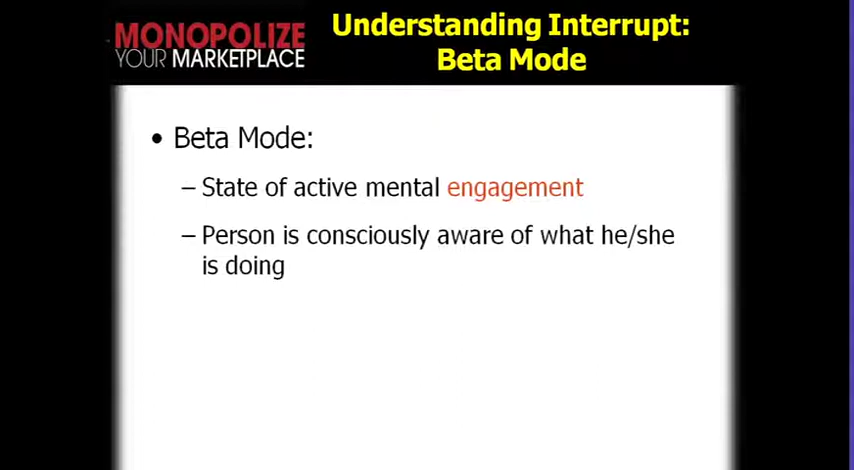 MONOPOLIZE
YOUR MARKETPLACE
Understanding Interrupt:
Beta Mode
• Beta Mode:
– State of active mental engagement
– Person is consciously aware of what he/she
is doing